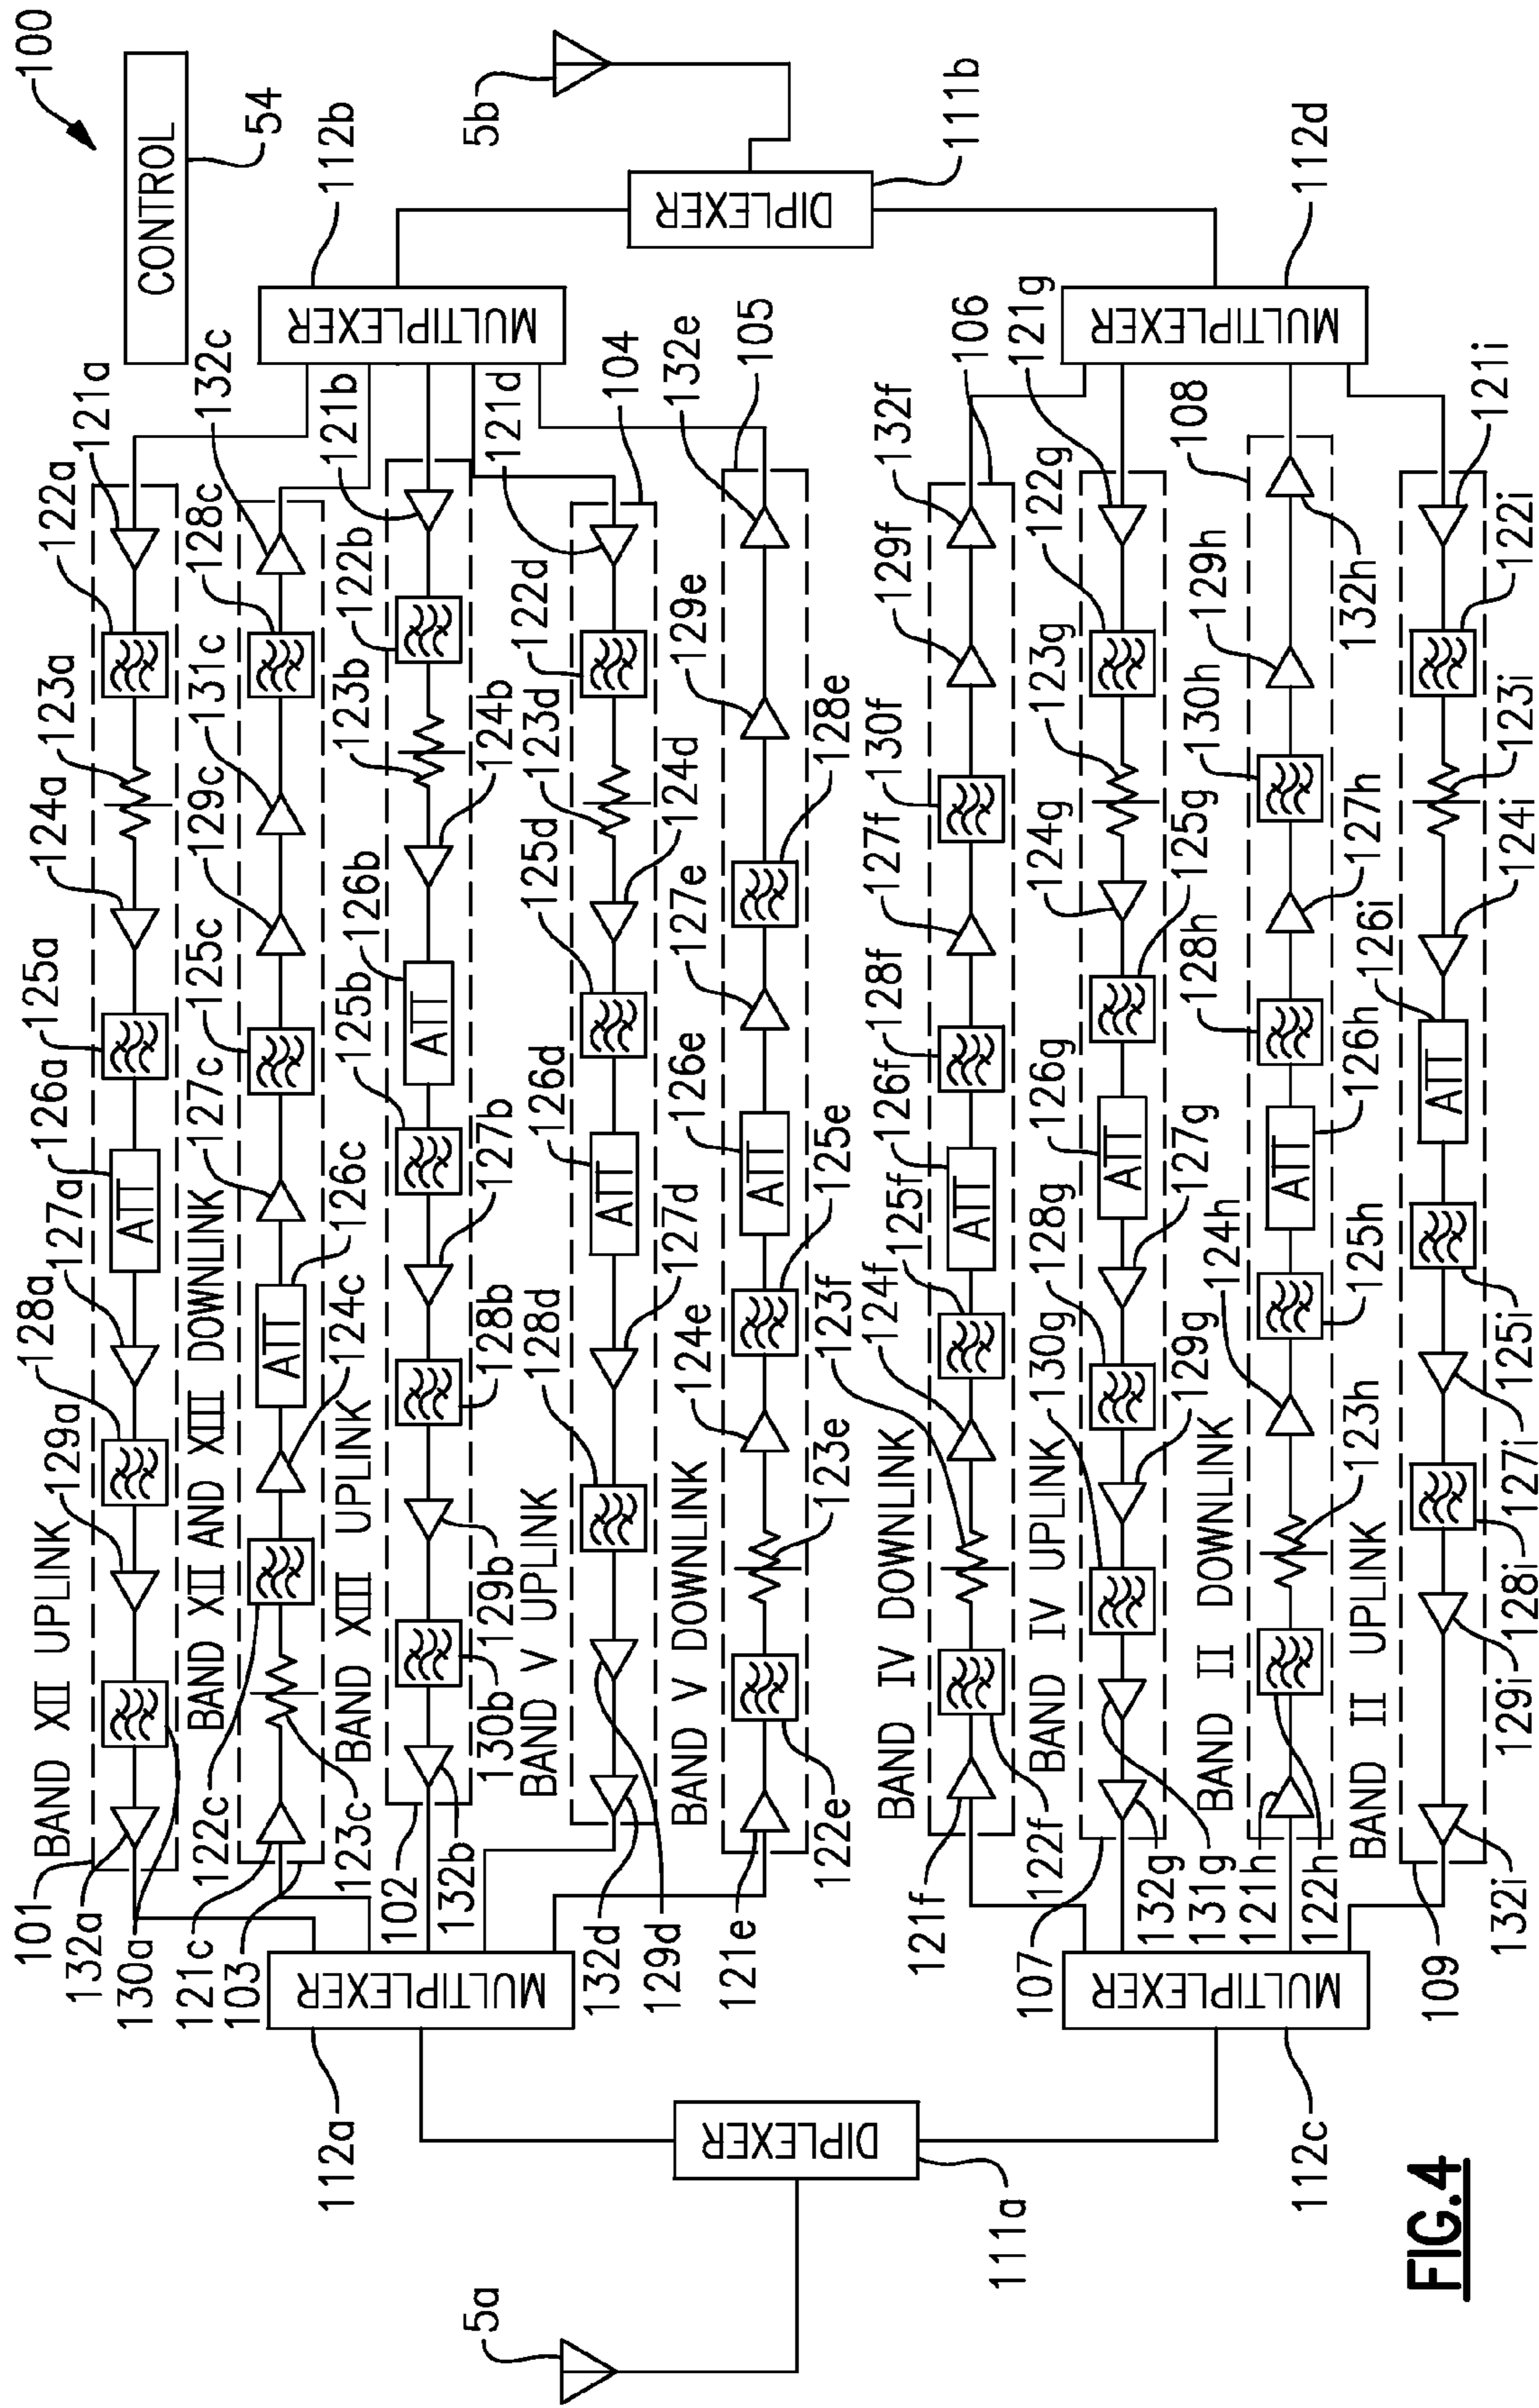 100
CONTROL
54
5b
DIPLEXER
111b
112b
MULTIPLEXER
112d
MULTIPLEXER
BAND XII UPLINK
101
121a
122a
123a
124a
125a
126a
127a
128a
129a
130a
132a
BAND XII AND XIII DOWNLINK
103
132c
128c
131c
129c
125c
127c
126c
124c
122c
123c
121c
BAND XIII UPLINK
102
121b
122b
123b
124b
126b
125b
127b
128b
129b
130b
132b
BAND V UPLINK
104
121d
122d
123d
124d
125d
126d
127d
128d
129d
132d
BAND V DOWNLINK
105
132e
129e
128e
127e
126e
125e
124e
123e
122e
121e
BAND IV DOWNLINK
106
132f
129f
130f
127f
128f
126f
125f
124f
123f
122f
121f
BAND IV UPLINK
107
121g
122g
123g
124g
125g
126g
127g
128g
129g
130g
131g
132g
BAND II DOWNLINK
108
132h
129h
130h
127h
128h
126h
125h
124h
123h
122h
121h
BAND II UPLINK
109
121i
122i
123i
124i
126i
125i
127i
128i
129i
132i
ATT
ATT
ATT
ATT
ATT
ATT
ATT
ATT
ATT
MULTIPLEXER
112a
MULTIPLEXER
112c
DIPLEXER
111a
5a
FIG.4